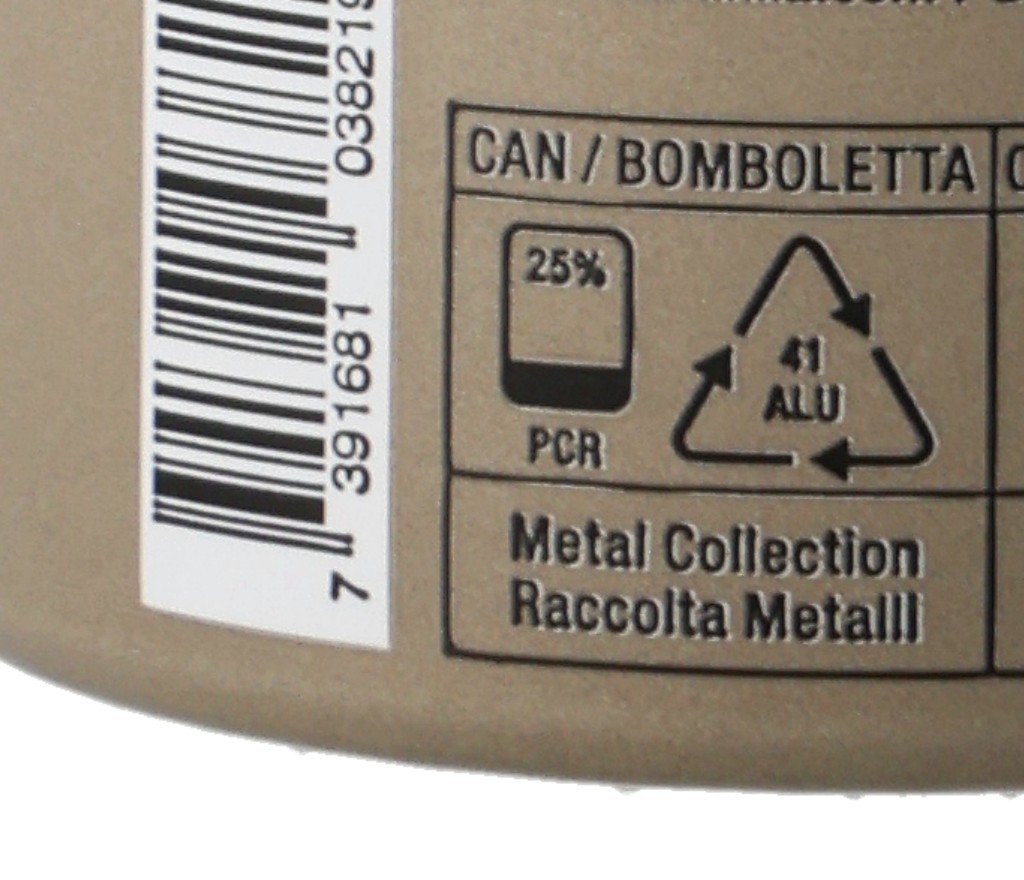 CAN / BOMBOLETTA
25%
41
ALU
PCR
Metal Collection
Raccolta Metalli
7 391681 038219